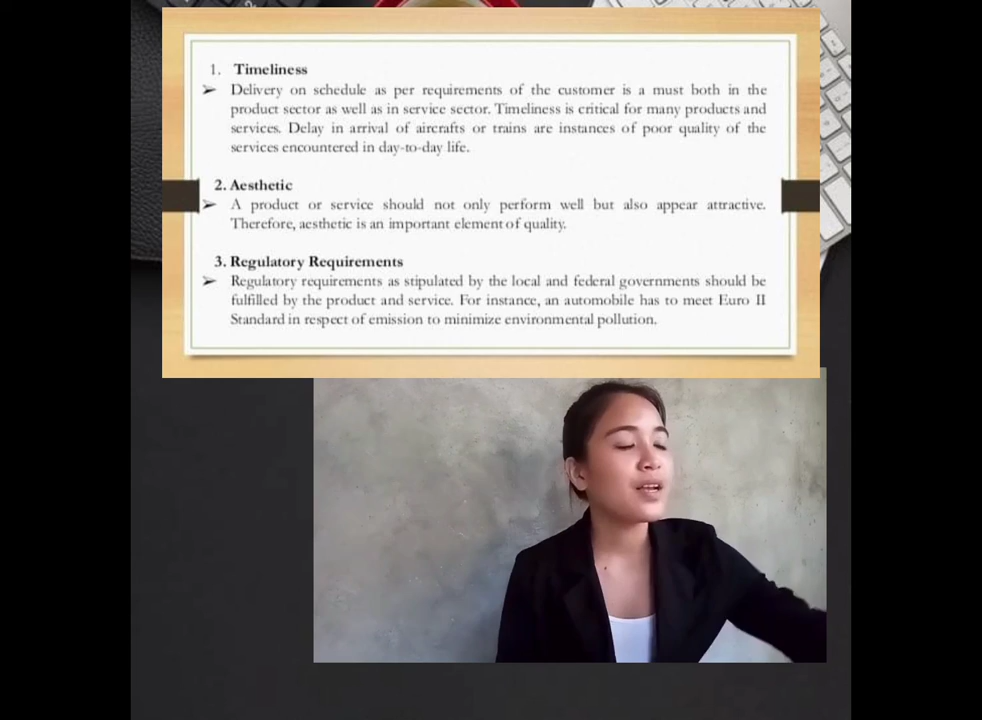 1. Timeliness
➢ Delivery on schedule as per requirements of the customer is a must both in the
product sector as well as in service sector. Timeliness is critical for many products and
services. Delay in arrival of aircrafts or trains are instances of poor quality of the
services encountered in day-to-day life.
2. Aesthetic
➢ A product or service should not only perform well but also appear attractive.
Therefore, aesthetic is an important element of quality.
3. Regulatory Requirements
➢ Regulatory requirements as stipulated by the local and federal governments should be
fulfilled by the product and service. For instance, an automobile has to meet Euro II
Standard in respect of emission to minimize environmental pollution.